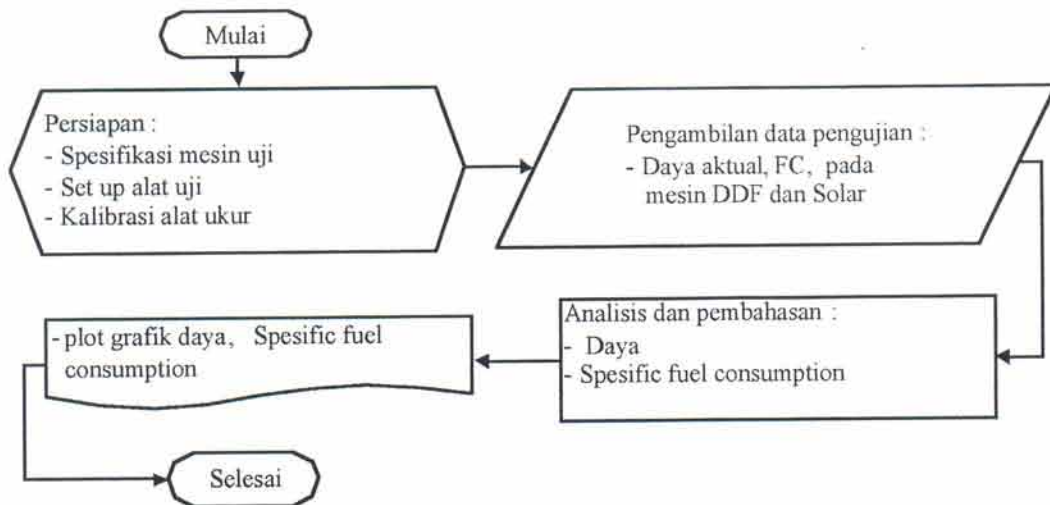 Mulai
Persiapan :
- Spesifikasi mesin uji
- Set up alat uji
- Kalibrasi alat ukur
Pengambilan data pengujian :
- Daya aktual, FC, pada
mesin DDF dan Solar
Analisis dan pembahasan :
- Daya
- Spesific fuel consumption
- plot grafik daya, Spesific fuel
consumption
Selesai